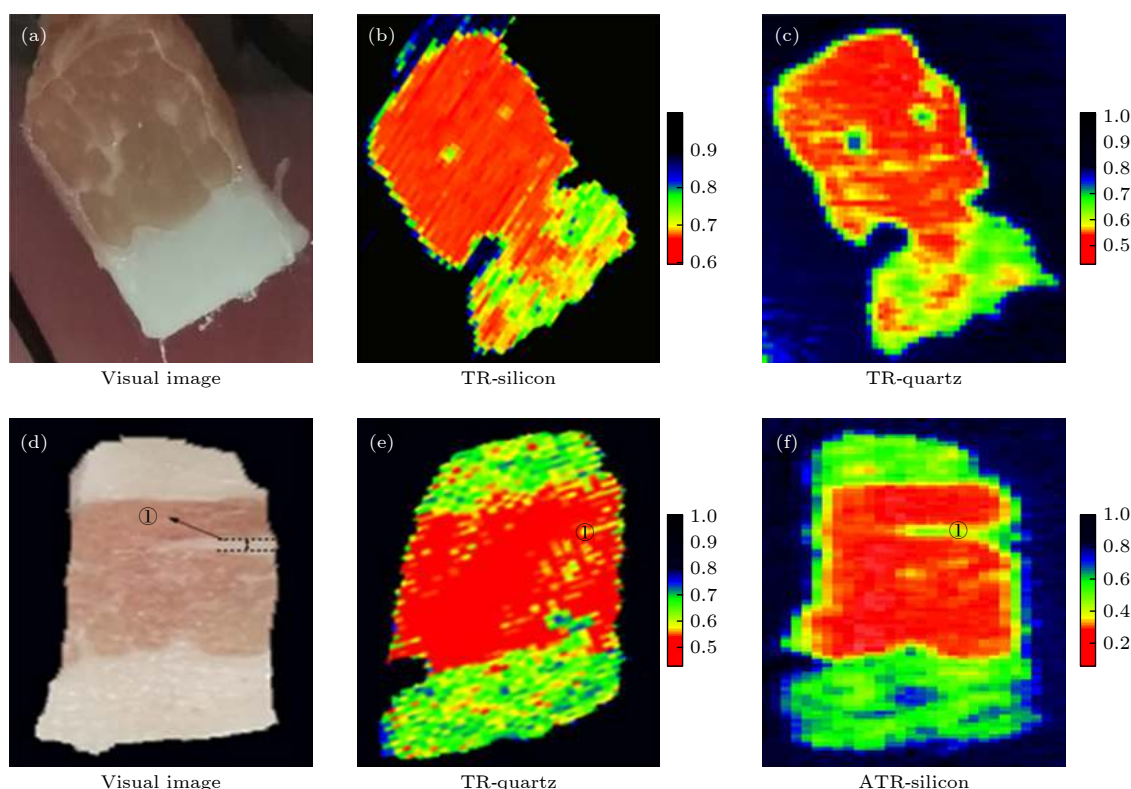 (a)
(b)
(c)
0.9
0.8
0.7
0.6
1.0
0.9
0.8
0.7
0.6
0.5
Visual image
TR-silicon
TR-quartz
(d)
①
(e)
①
1.0
0.9
0.8
0.7
0.6
0.5
(f)
①
1.0
0.8
0.6
0.4
0.2
Visual image
TR-quartz
ATR-silicon